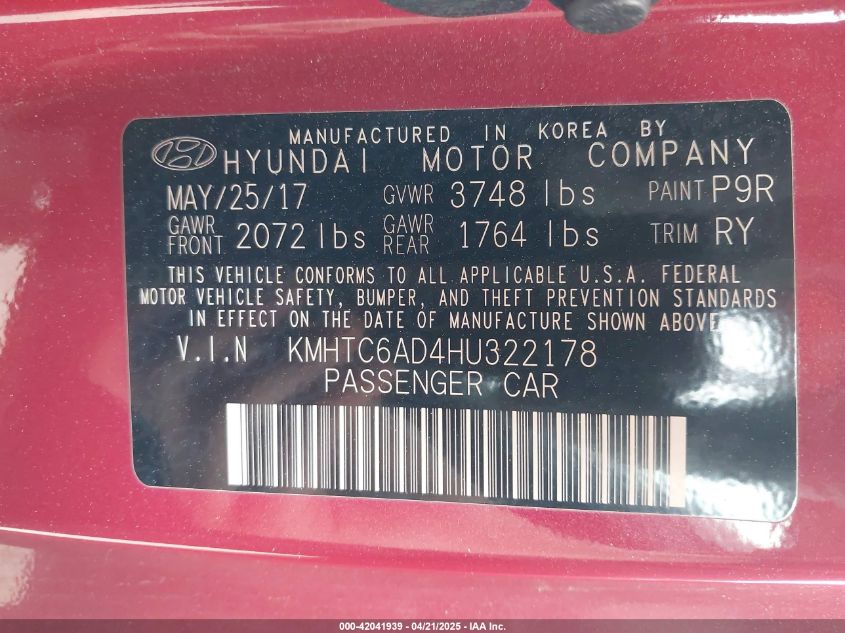 MANUFACTURED IN KOREA BY
HYUNDAI MOTOR COMPANY
MAY/25/17 GVWR 3748 lbs PAINT P9R
GAWR FRONT 2072 lbs GAWR REAR 1764 lbs TRIM RY
THIS VEHICLE CONFORMS TO ALL APPLICABLE U.S.A. FEDERAL
MOTOR VEHICLE SAFETY, BUMPER, AND THEFT PREVENTION STANDARDS
IN EFFECT ON THE DATE OF MANUFACTURE SHOWN ABOVE
V.I.N KMHTC6AD4HU322178
PASSENGER CAR
000-42041939 - 04/21/2025 - IAA Inc.